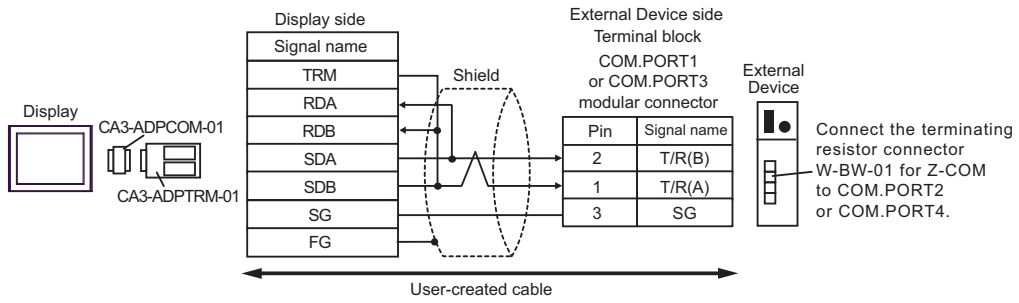 Display
CA3-ADPCOM-01
CA3-ADPTRM-01
Display side
Signal name
TRM
RDA
RDB
SDA
SDB
SG
FG
Shield
External Device side
Terminal block
COM.PORT1
or COM.PORT3
modular connector
Pin Signal name
2 T/R(B)
1 T/R(A)
3 SG
External
Device
Connect the terminating
resistor connector
W-BW-01 for Z-COM
to COM.PORT2
or COM.PORT4.
User-created cable